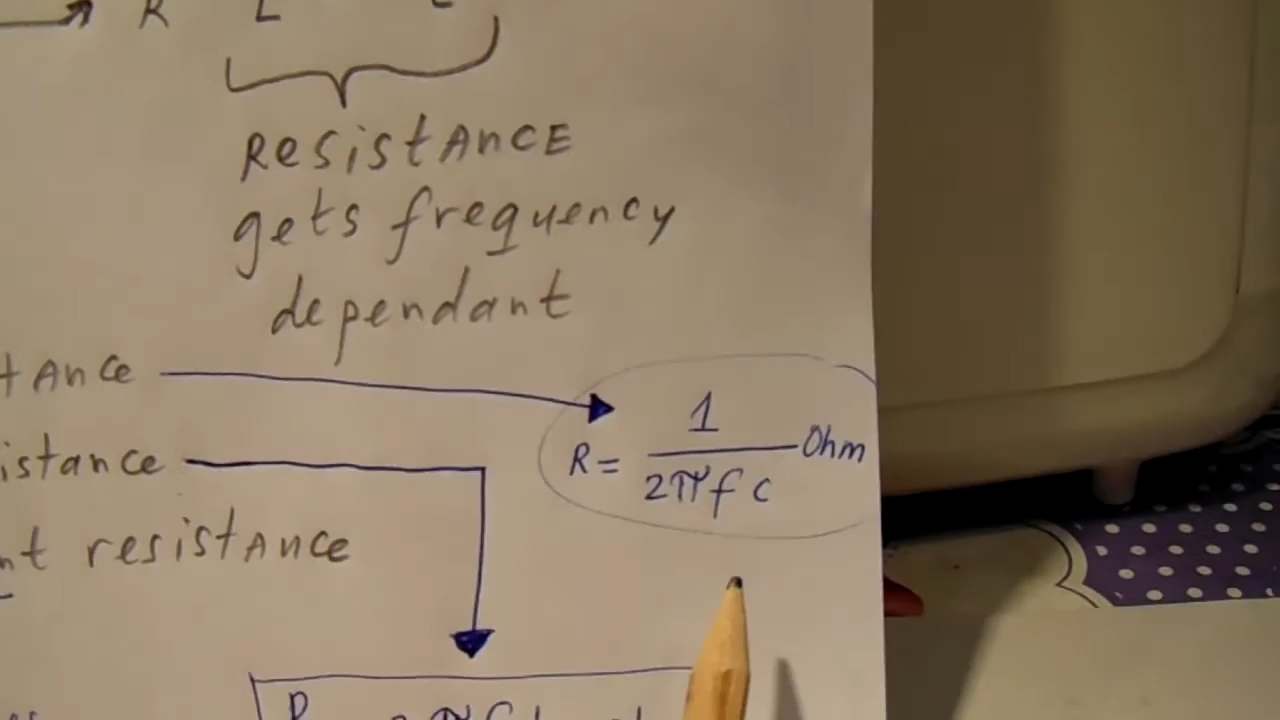 R L C
ResistAncE
gets frequency
dependant
tAnce
R = 1 / 2πfc Ohm
istance
nt resistAnce